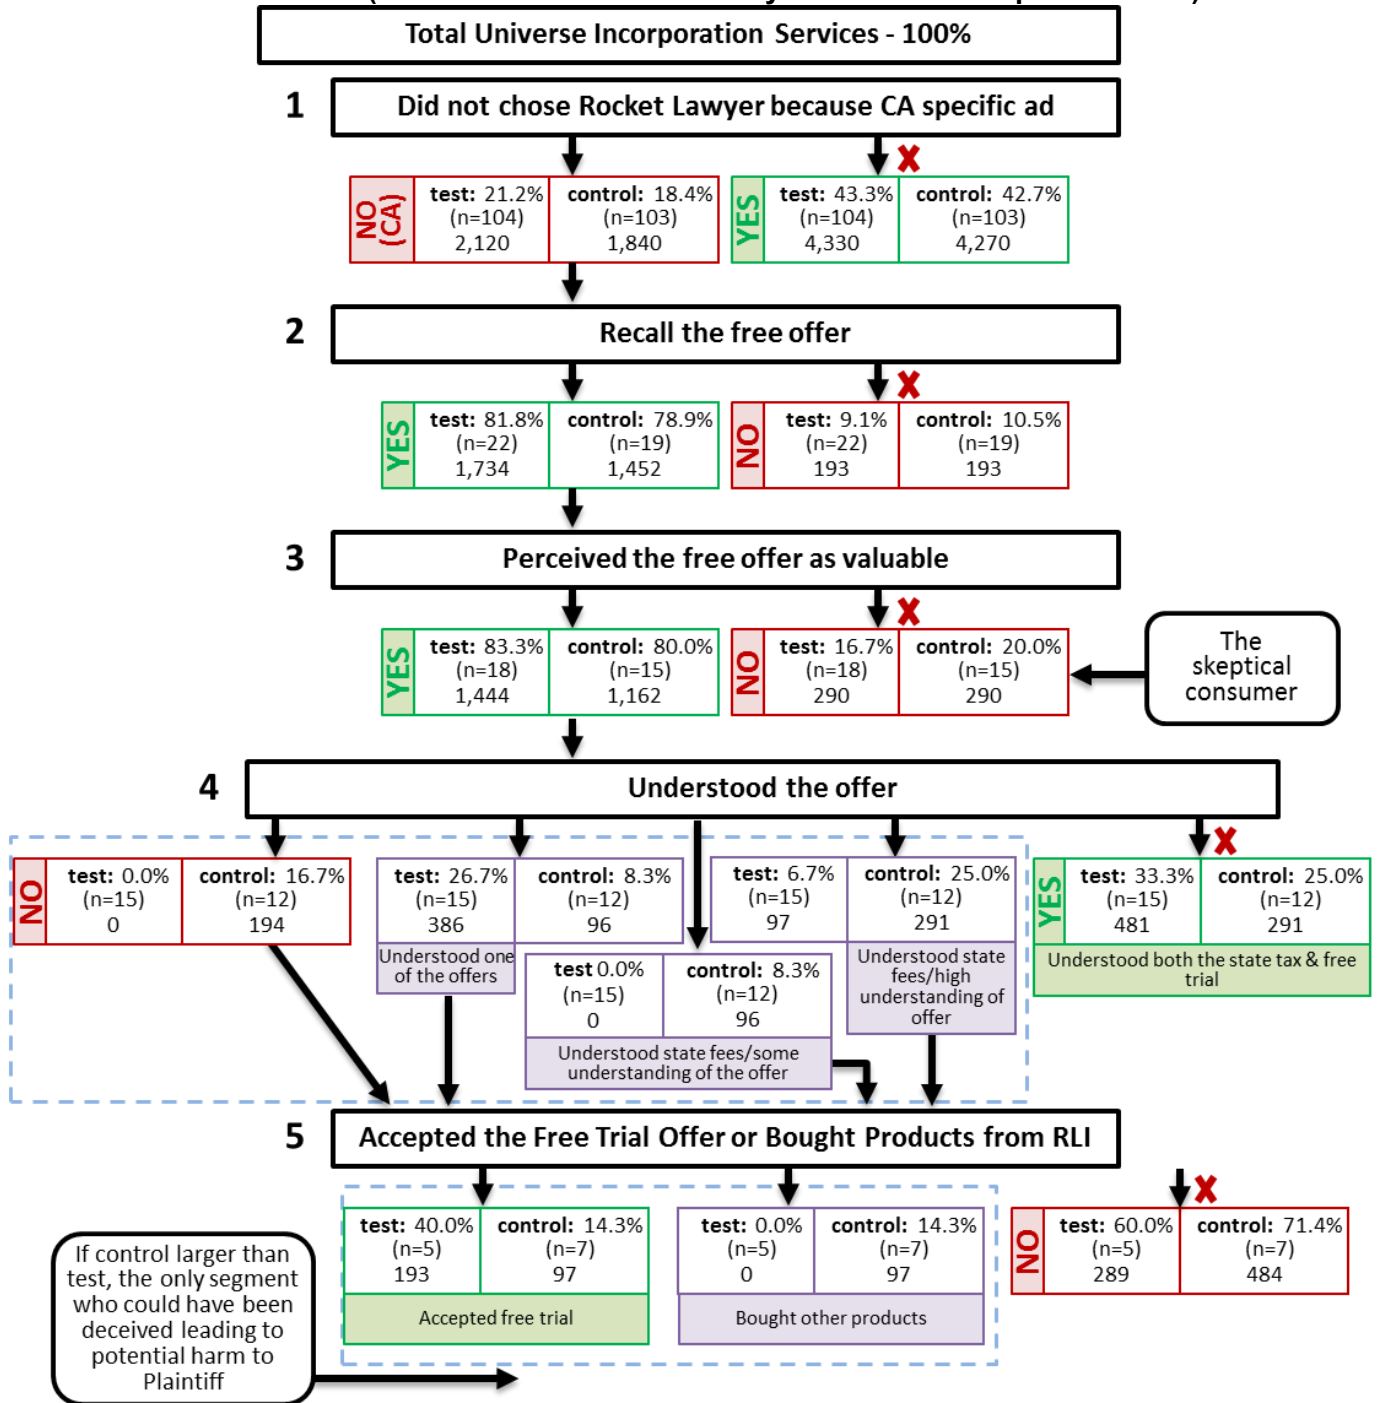 Total Universe Incorporation Services - 100%
1
Did not chose Rocket Lawyer because CA specific ad
NO
(CA)
test: 21.2%
(n=104)
2,120
control: 18.4%
(n=103)
1,840
YES
test: 43.3%
(n=104)
4,330
control: 42.7%
(n=103)
4,270
2
Recall the free offer
YES
test: 81.8%
(n=22)
1,734
control: 78.9%
(n=19)
1,452
NO
test: 9.1%
(n=22)
193
control: 10.5%
(n=19)
193
3
Perceived the free offer as valuable
YES
test: 83.3%
(n=18)
1,444
control: 80.0%
(n=15)
1,162
NO
test: 16.7%
(n=18)
290
control: 20.0%
(n=15)
290
The
skeptical
consumer
4
Understood the offer
NO
test: 0.0%
(n=15)
0
control: 16.7%
(n=12)
194
test: 26.7%
(n=15)
386
control: 8.3%
(n=12)
96
Understood one
of the offers
test 0.0%
(n=15)
0
control: 8.3%
(n=12)
96
Understood state fees/some
understanding of the offer
test: 6.7%
(n=15)
97
control: 25.0%
(n=12)
291
Understood state
fees/high
understanding of
offer
YES
test: 33.3%
(n=15)
481
control: 25.0%
(n=12)
291
Understood both the state tax & free
trial
5
Accepted the Free Trial Offer or Bought Products from RLI
test: 40.0%
(n=5)
193
control: 14.3%
(n=7)
97
Accepted free trial
test: 0.0%
(n=5)
0
control: 14.3%
(n=7)
97
Bought other products
NO
test: 60.0%
(n=5)
289
control: 71.4%
(n=7)
484
If control larger than
test, the only segment
who could have been
deceived leading to
potential harm to
Plaintiff